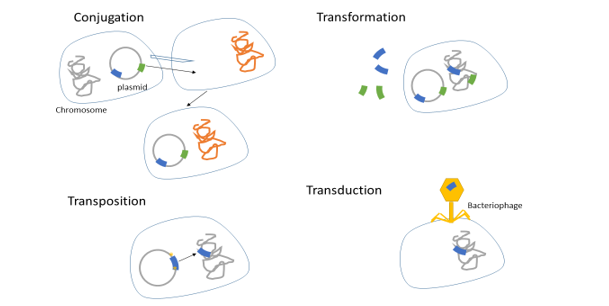 Conjugation
plasmid
Chromosome
Transformation
Transposition
Transduction
Bacteriophage